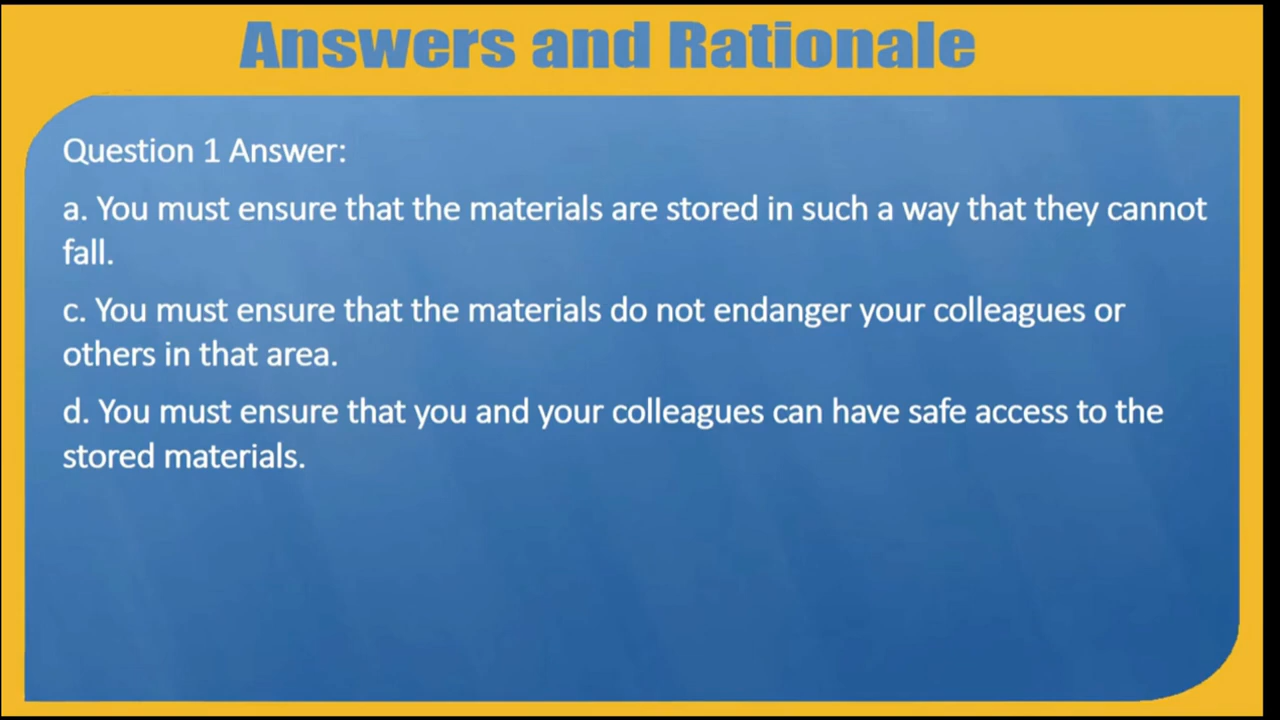 Answers and Rationale
Question 1 Answer:
a. You must ensure that the materials are stored in such a way that they cannot
fall.
c. You must ensure that the materials do not endanger your colleagues or
others in that area.
d. You must ensure that you and your colleagues can have safe access to the
stored materials.